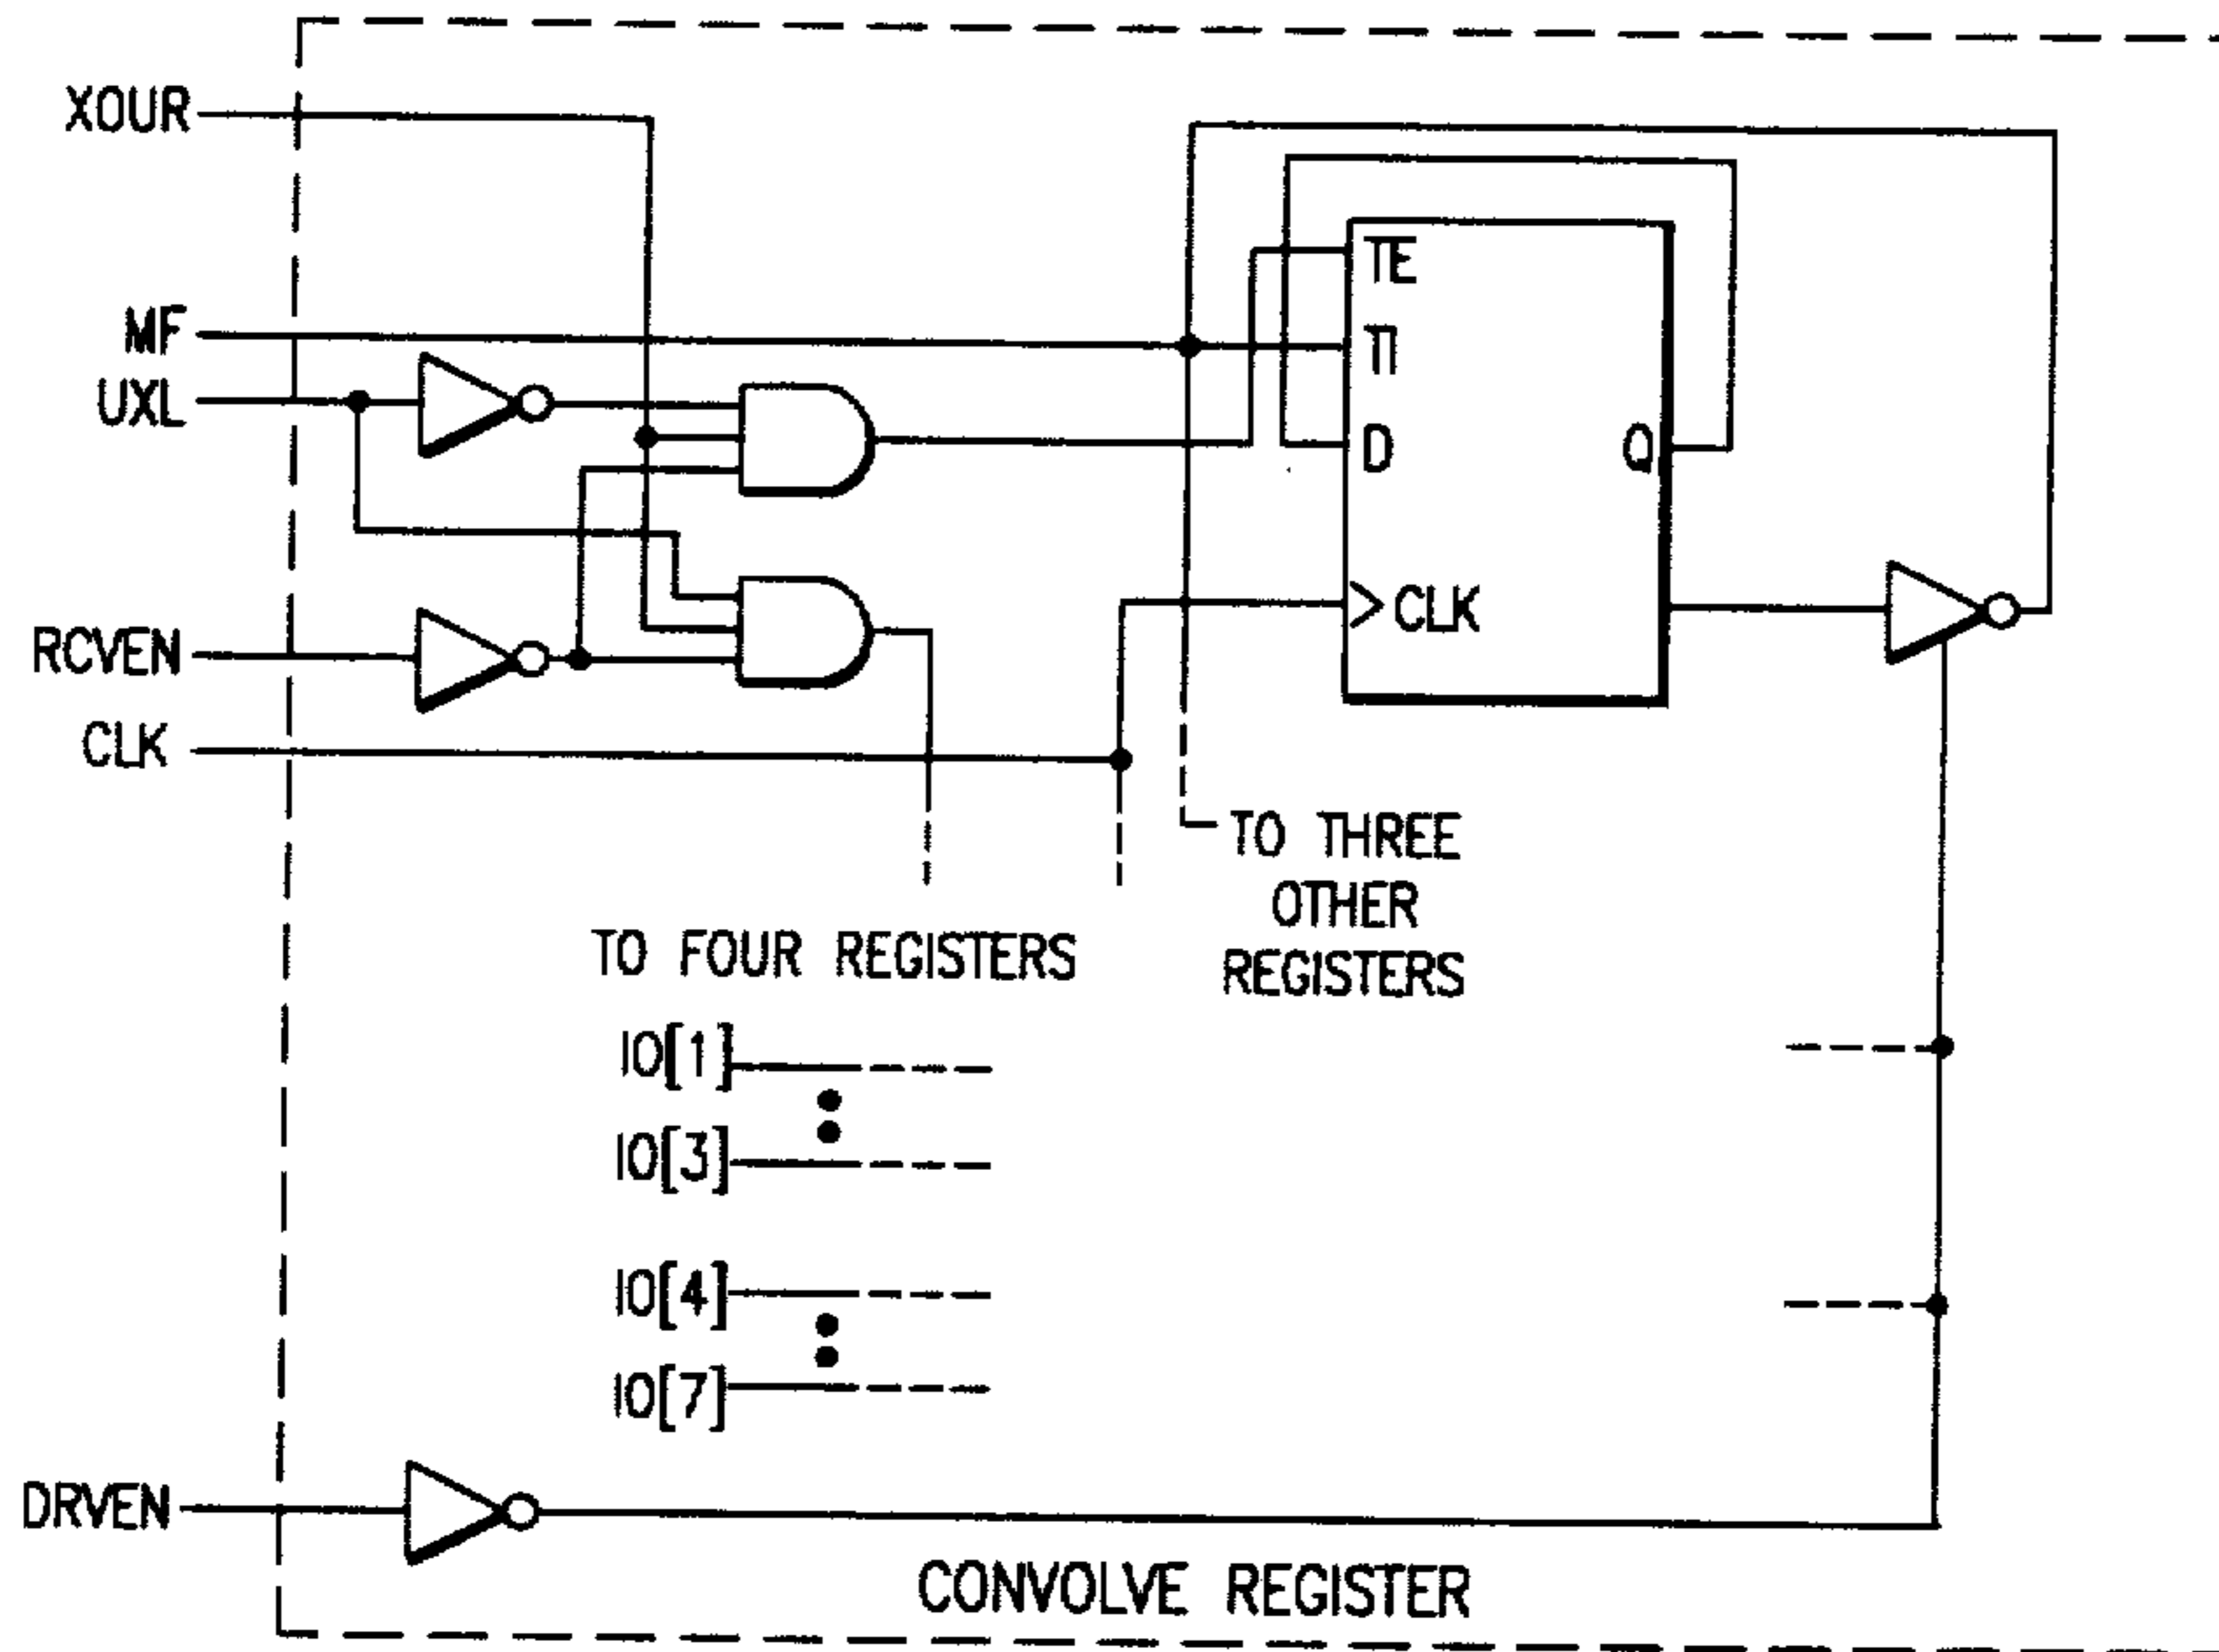 XOUR
MF
UXL
RCVEN
CLK
TE
TI
D
Q
CLK
TO THREE
OTHER
REGISTERS
TO FOUR REGISTERS
IO[1]
IO[3]
IO[4]
IO[7]
DRVEN
CONVOLVE REGISTER